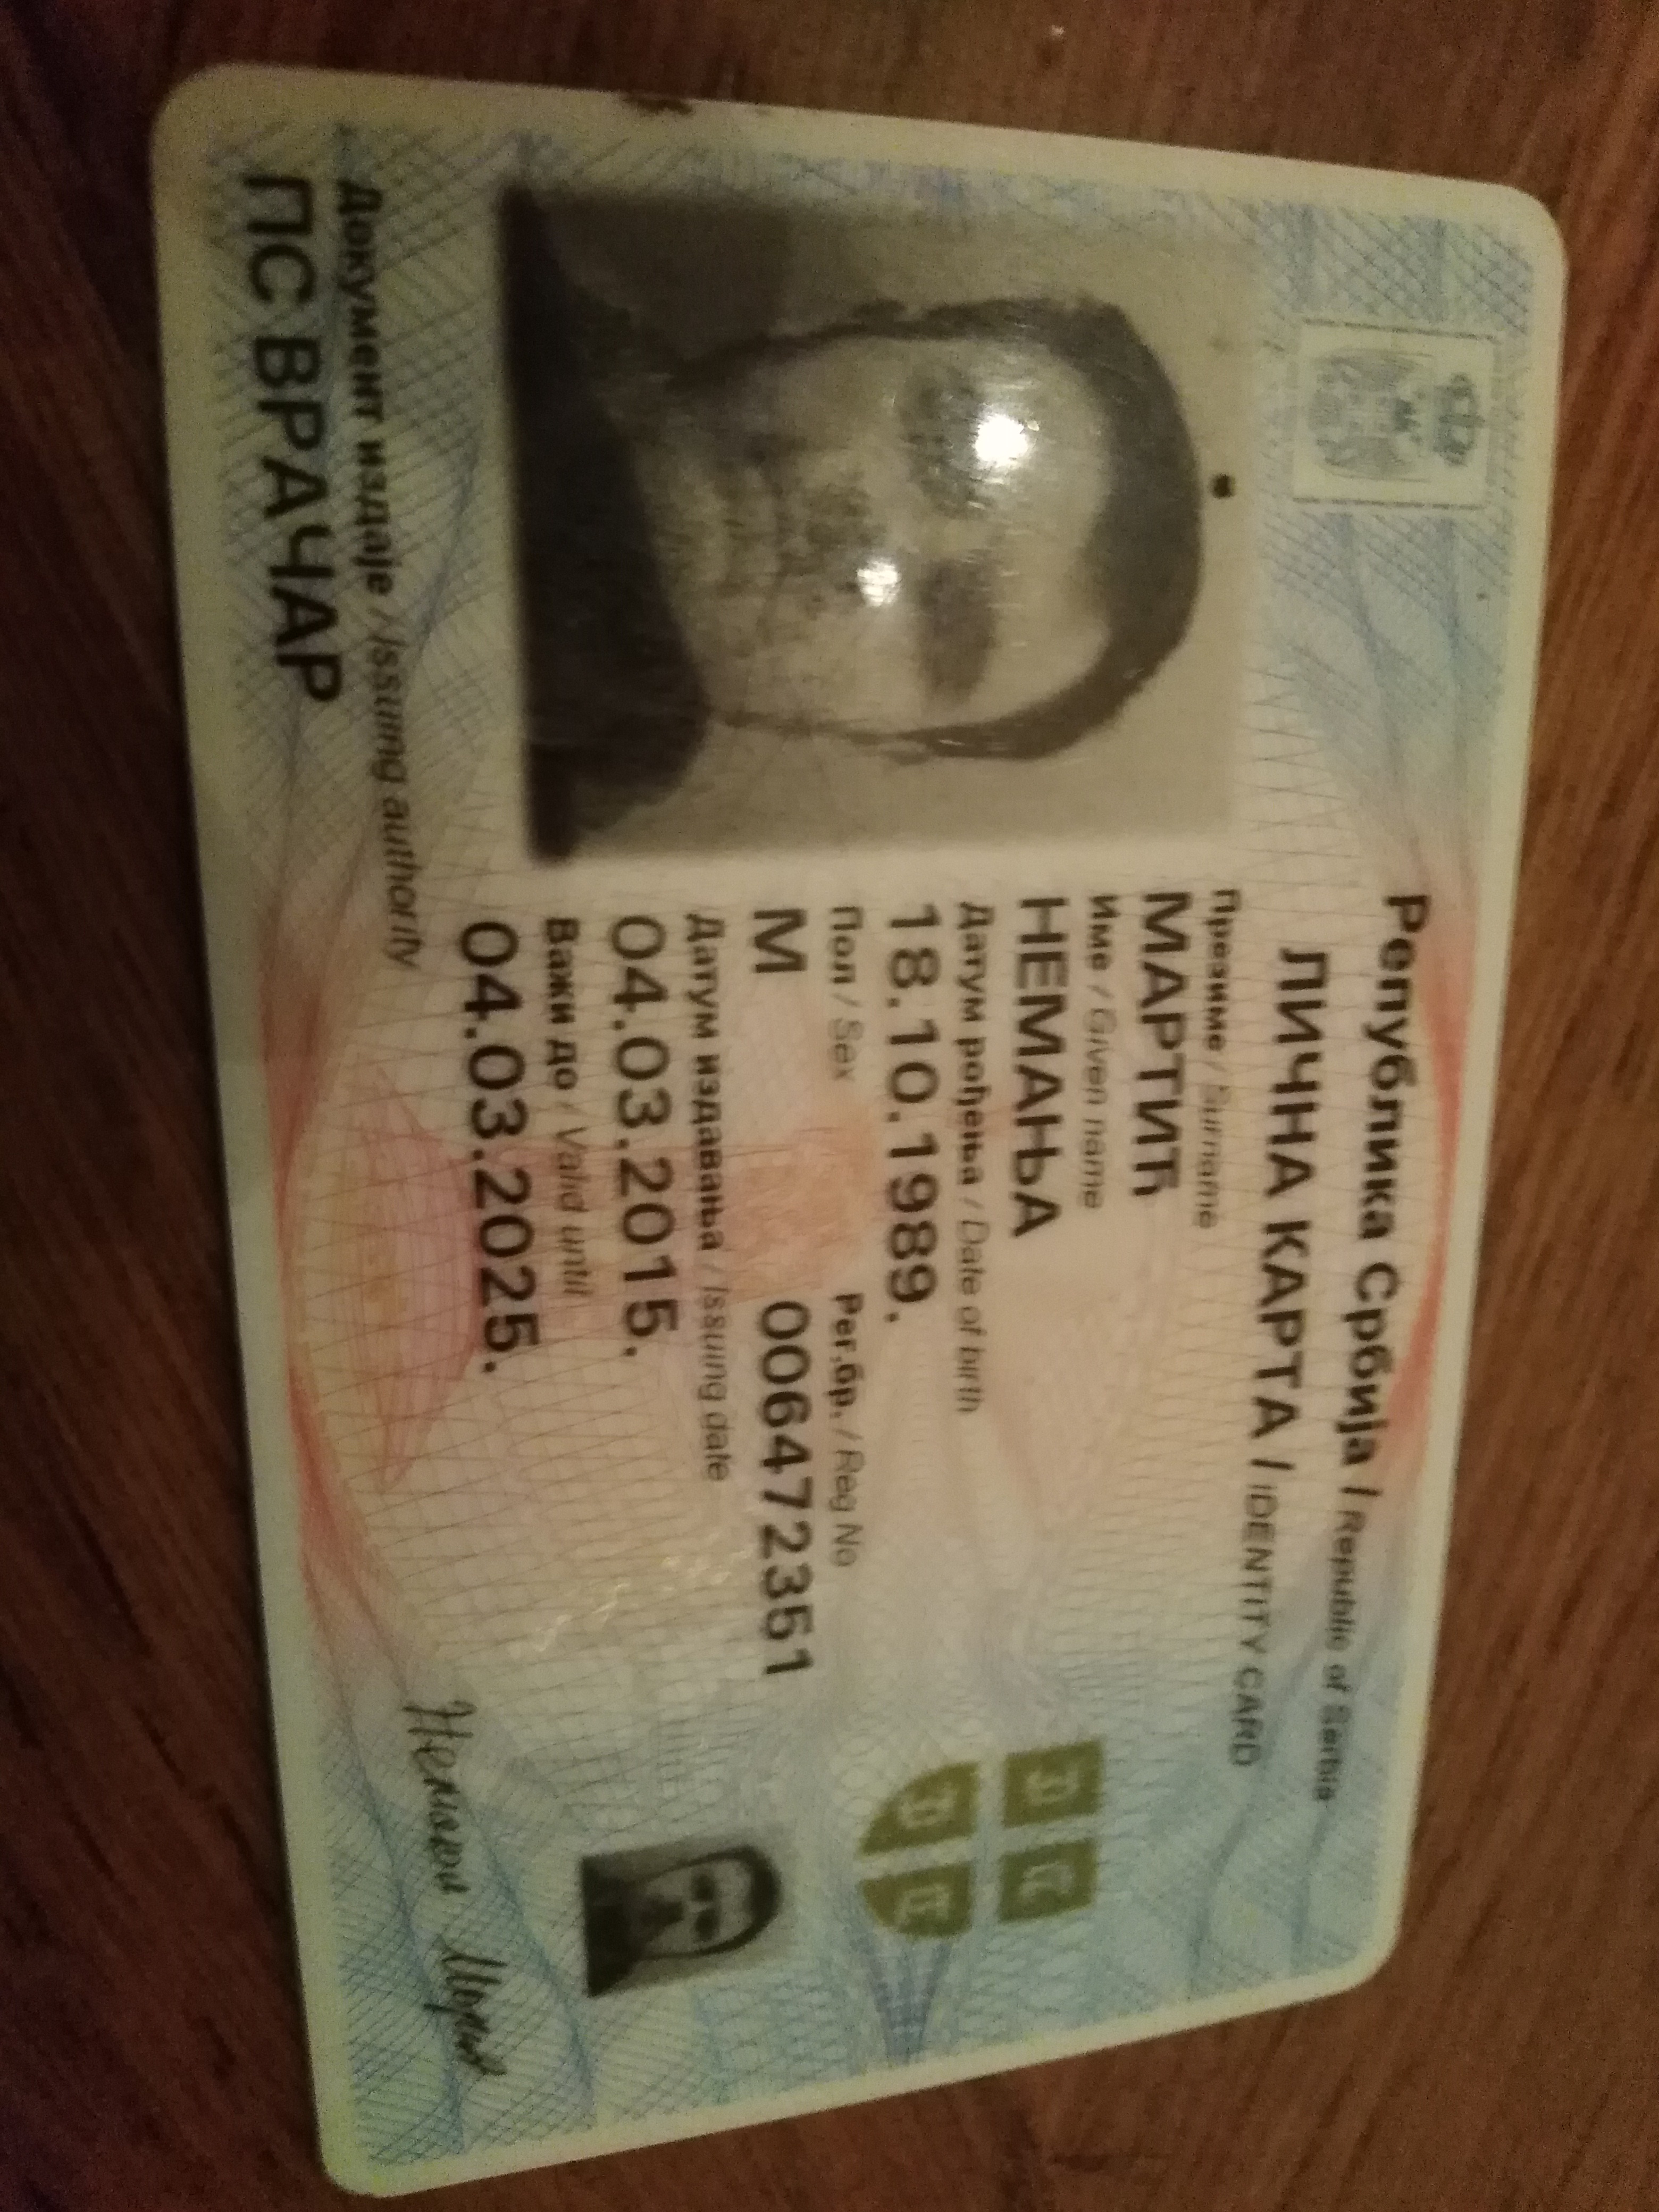 Република Србија / Republic of Serbia
ЛИЧНА КАРТА / IDENTITY CARD
Презиме / Surname
МАРТИЋ
Име / Given name
НЕМАЊА
Датум рођења / Date of birth
18.10.1989.
Пол / Sex Рег.бр. / Reg No
М 006472351
Датум издавања / Issuing date
04.03.2015.
Важи до / Valid until
04.03.2025.
Документ издаје / Issuing authority
ПС ВРАЧАР